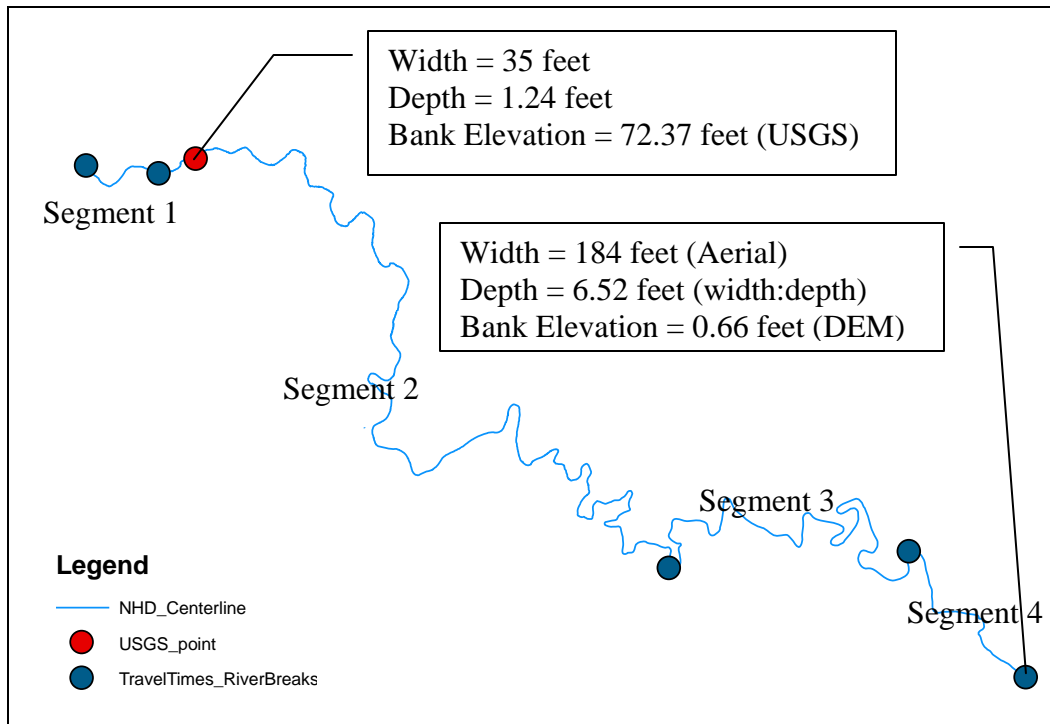 Width = 35 feet
Depth = 1.24 feet
Bank Elevation = 72.37 feet (USGS)
Segment 1
Width = 184 feet (Aerial)
Depth = 6.52 feet (width:depth)
Bank Elevation = 0.66 feet (DEM)
Segment 2
Segment 3
Segment 4
Legend
NHD_Centerline
USGS_point
TravelTimes_RiverBreaks